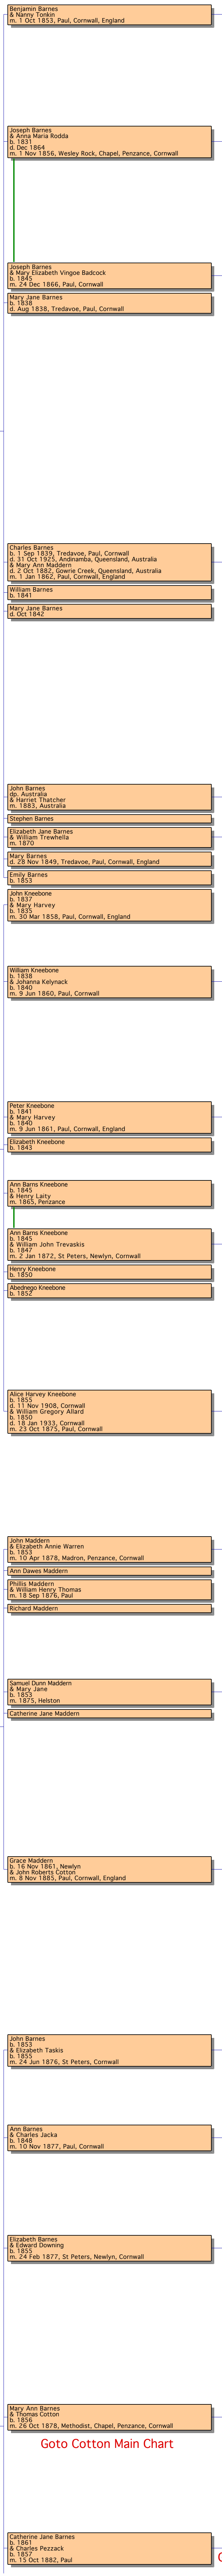 Benjamin Barnes
& Nanny Tonkin
m. 1 Oct 1853, Paul, Cornwall, England
Joseph Barnes
& Anna Maria Rodda
b. 1831
d. Dec 1864
m. 1 Nov 1856, Wesley Rock, Chapel, Penzance, Cornwall
Joseph Barnes
& Mary Elizabeth Vingoe Badcock
b. 1845
m. 24 Dec 1866, Paul, Cornwall
Mary Jane Barnes
b. 1838
d. Aug 1838, Tredavoe, Paul, Cornwall
Charles Barnes
b. 1 Sep 1839, Tredavoe, Paul, Cornwall
d. 31 Oct 1925, Andinamba, Queensland, Australia
& Mary Ann Maddern
d. 2 Oct 1882, Gowrie Creek, Queensland, Australia
m. 1 Jan 1862, Paul, Cornwall, England
William Barnes
b. 1841
Mary Jane Barnes
d. Oct 1842
John Barnes
dp. Australia
& Harriet Thatcher
m. 1883, Australia
Stephen Barnes
Elizabeth Jane Barnes
& William Trewhella
m. 1870
Mary Barnes
d. 28 Nov 1849, Tredavoe, Paul, Cornwall, England
Emily Barnes
b. 1853
John Kneebone
b. 1837
& Mary Harvey
b. 1835
m. 30 Mar 1858, Paul, Cornwall, England
William Kneebone
b. 1838
& Johanna Kelynack
b. 1840
m. 9 Jun 1860, Paul, Cornwall
Peter Kneebone
b. 1841
& Mary Harvey
b. 1840
m. 9 Jun 1861, Paul, Cornwall, England
Elizabeth Kneebone
b. 1843
Ann Barns Kneebone
b. 1845
& Henry Laity
m. 1865, Penzance
Ann Barns Kneebone
b. 1845
& William John Trevaskis
b. 1847
m. 2 Jan 1872, St Peters, Newlyn, Cornwall
Henry Kneebone
b. 1850
Abednego Kneebone
b. 1852
Alice Harvey Kneebone
b. 1855
d. 11 Nov 1908, Cornwall
& William Gregory Allard
b. 1850
d. 18 Jan 1933, Cornwall
m. 23 Oct 1875, Paul, Cornwall
John Maddern
& Elizabeth Annie Warren
b. 1853
m. 10 Apr 1878, Madron, Penzance, Cornwall
Ann Dawes Maddern
Phillis Maddern
& William Henry Thomas
m. 18 Sep 1876, Paul
Richard Maddern
Samuel Dunn Maddern
& Mary Jane
b. 1853
m. 1875, Helston
Catherine Jane Maddern
Grace Maddern
b. 16 Nov 1861, Newlyn
& John Roberts Cotton
m. 8 Nov 1885, Paul, Cornwall, England
John Barnes
b. 1853
& Elizabeth Taskis
b. 1855
m. 24 Jun 1876, St Peters, Cornwall
Ann Barnes
& Charles Jacka
b. 1848
m. 10 Nov 1877, Paul, Cornwall
Elizabeth Barnes
& Edward Downing
b. 1855
m. 24 Feb 1877, St Peters, Newlyn, Cornwall
Mary Ann Barnes
& Thomas Cotton
b. 1856
m. 26 Oct 1878, Methodist, Chapel, Penzance, Cornwall
Goto Cotton Main Chart
Catherine Jane Barnes
b. 1861
& Charles Pezzack
b. 1857
m. 15 Oct 1882, Paul